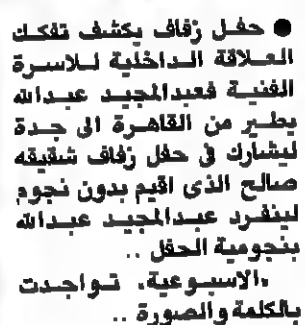 ● حفل زفاف يكشف تفكك
العلاقة الداخلية للاسرة
الفنية فعبدالمجيد عبدالله
يطير من القاهرة الى جدة
ليشارك في حفل زفاف شقيقه
صالح الذى اقيم بدون نجوم
لينفرد عبدالمجيد عبدالله
بنجومية الحفل ..
«الاسبوعية» تواجدت
بالكلمة والصورة ..